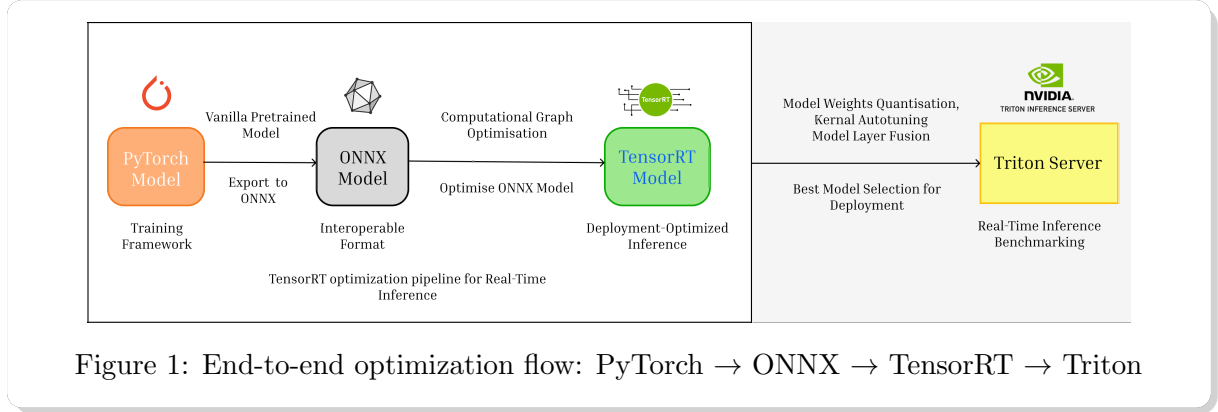 Vanilla Pretrained
Model
PyTorch
Model
Export to
ONNX
Training
Framework
ONNX
Model
Interoperable
Format
Computational Graph
Optimisation
Optimise ONNX Model
TensorRT
TensorRT
Model
Deployment-Optimized
Inference
TensorRT optimization pipeline for Real-Time
Inference
Model Weights Quantisation,
Kernal Autotuning
Model Layer Fusion
Best Model Selection for
Deployment
NVIDIA.
TRITON INFERENCE SERVER
Triton Server
Real-Time Inference
Benchmarking
Figure 1: End-to-end optimization flow: PyTorch → ONNX → TensorRT → Triton